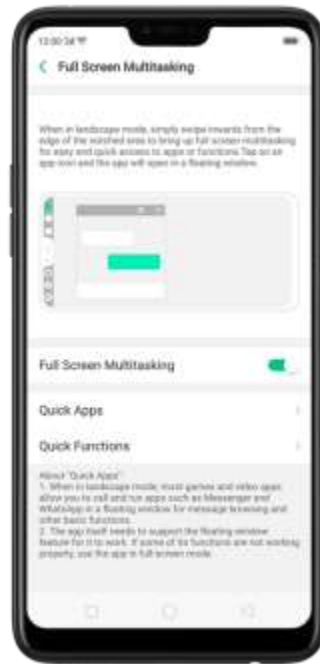 Full Screen Multitasking
When in landscape mode, simply swipe inwards from the
edge of the notched area to bring up full screen multitasking
for easy and quick access to apps or functions. Tap on an
app icon and the app will open in a floating window.
Full Screen Multitasking
Quick Apps
Quick Functions
About "Quick Apps"
1. When in landscape mode, most games and video apps
allow you to call and run apps such as Messenger and
WhatsApp in a floating window for message browsing and
other basic functions.
2. The app itself needs to support the floating window
feature for it to work. If some of its functions are not working
properly, use the app in full screen mode.